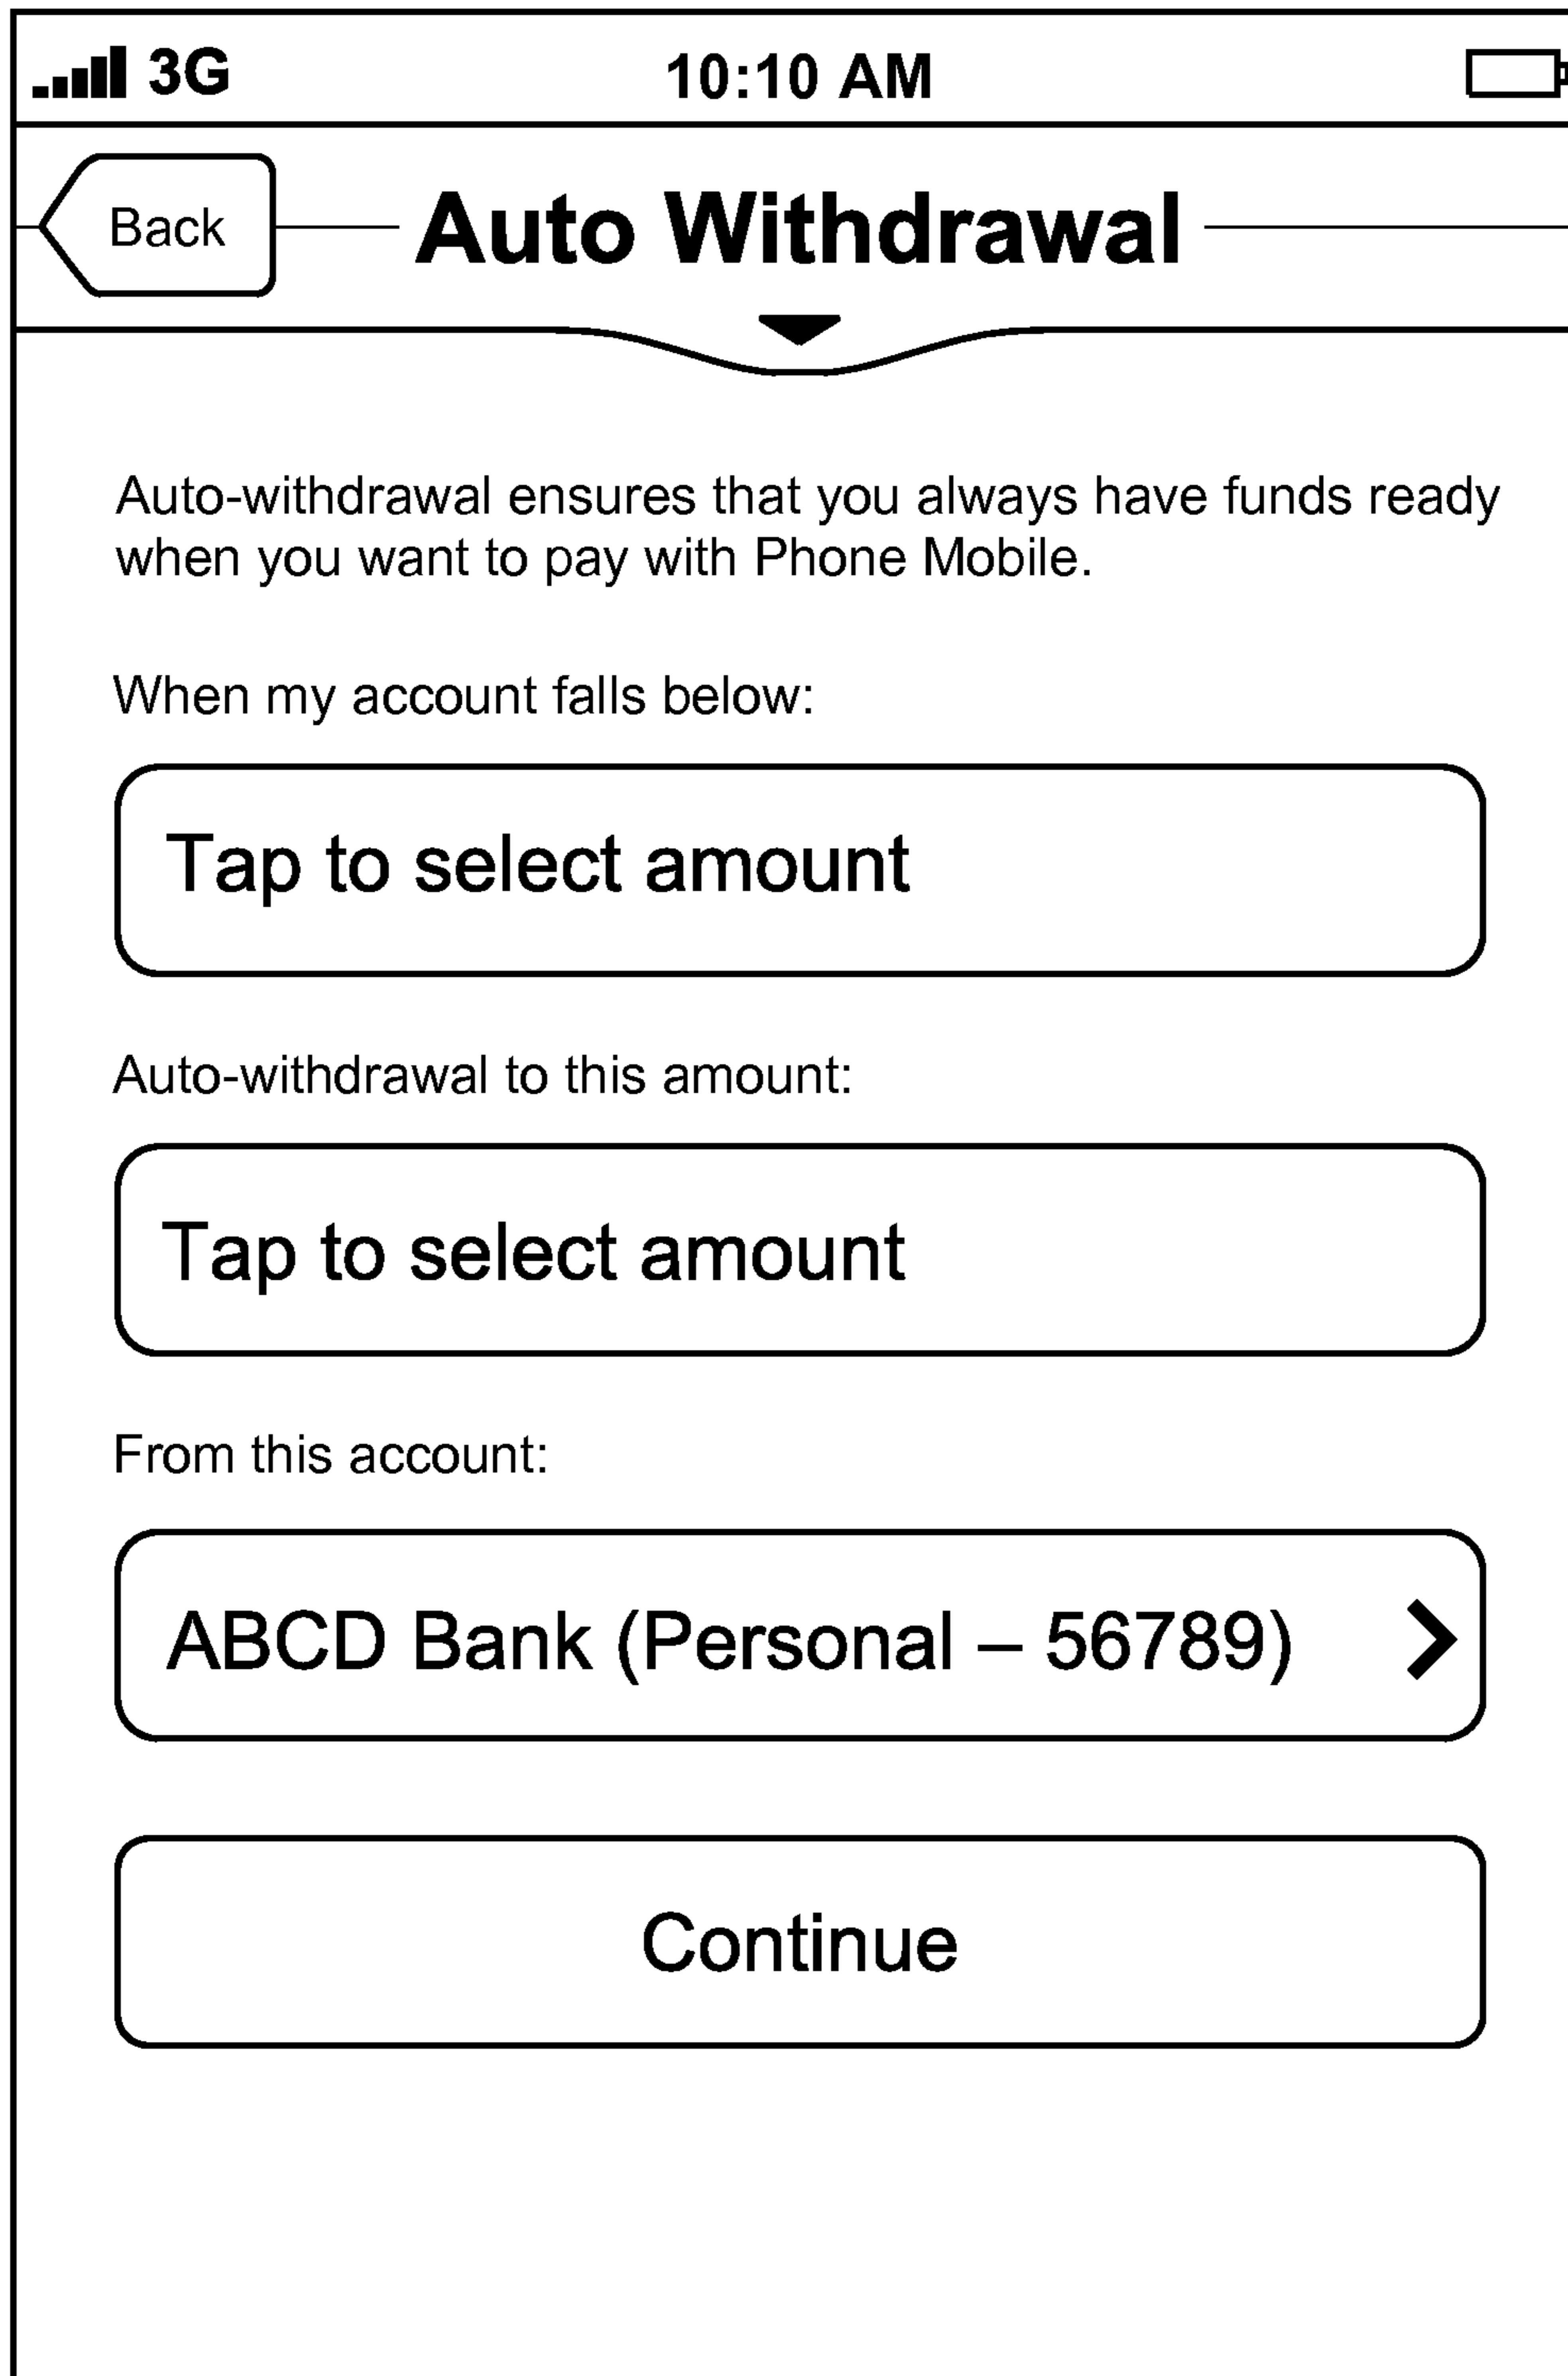 3G
10:10 AM
Back
Auto Withdrawal
Auto-withdrawal ensures that you always have funds ready
when you want to pay with Phone Mobile.
When my account falls below:
Tap to select amount
Auto-withdrawal to this amount:
Tap to select amount
From this account:
ABCD Bank (Personal – 56789)
Continue